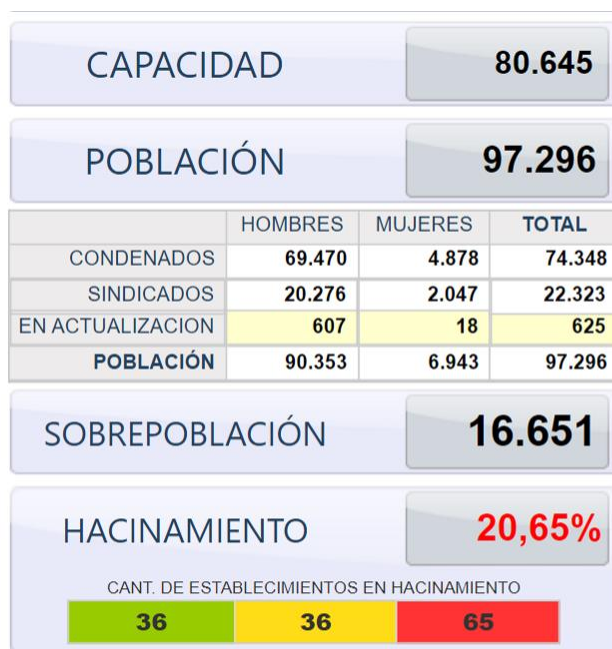 CAPACIDAD 80.645
POBLACIÓN 97.296
HOMBRES MUJERES TOTAL
CONDENADOS 69.470 4.878 74.348
SINDICADOS 20.276 2.047 22.323
EN ACTUALIZACION 607 18 625
POBLACIÓN 90.353 6.943 97.296
SOBREPOBLACIÓN 16.651
HACINAMIENTO 20,65%
CANT. DE ESTABLECIMIENTOS EN HACINAMIENTO
36 36 65